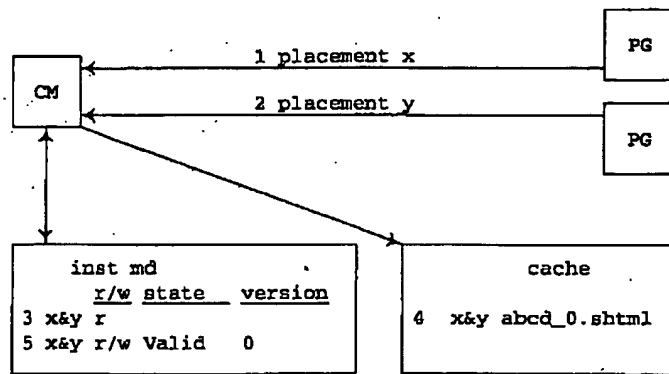 PG
1 placement x
CM
2 placement y
PG
inst md
r/w state version
3 x&y r
5 x&y r/w Valid 0
cache
4 x&y abcd_0.shtml